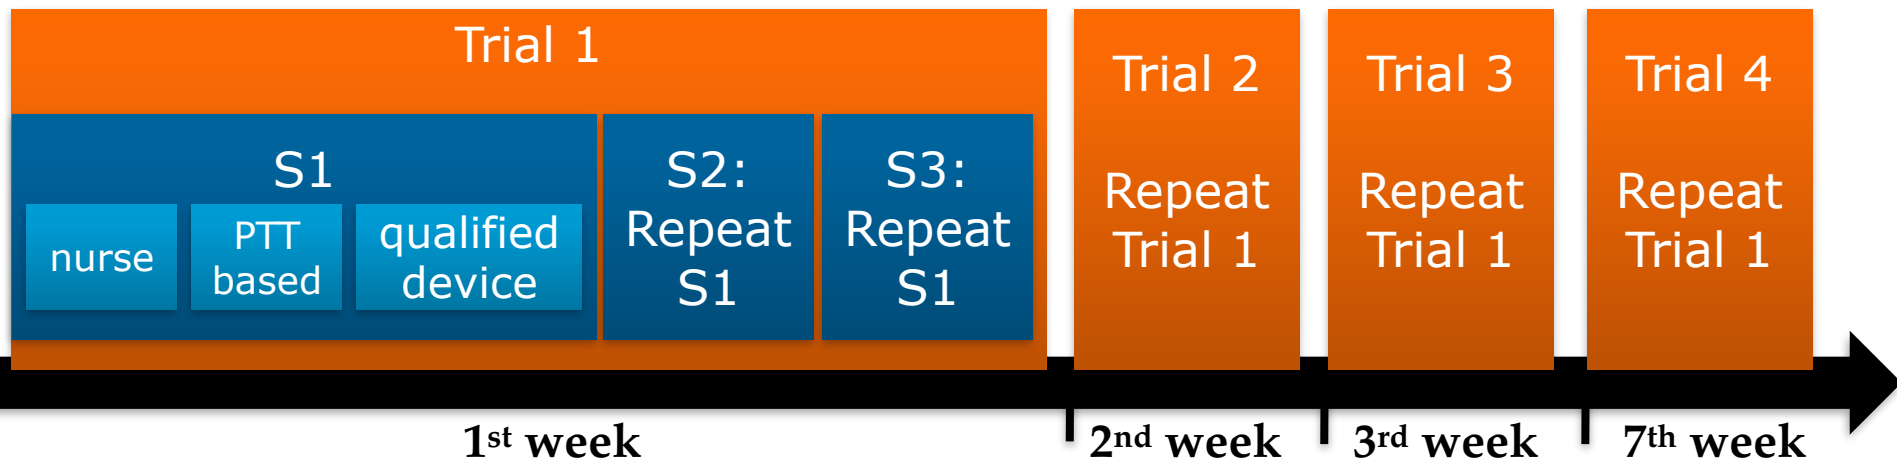 Trial 1
S1
nurse
PTT
based
qualified
device
S2:
Repeat
S1
S3:
Repeat
S1
Trial 2
Repeat
Trial 1
Trial 3
Repeat
Trial 1
Trial 4
Repeat
Trial 1
1st week
2nd week
3rd week
7th week